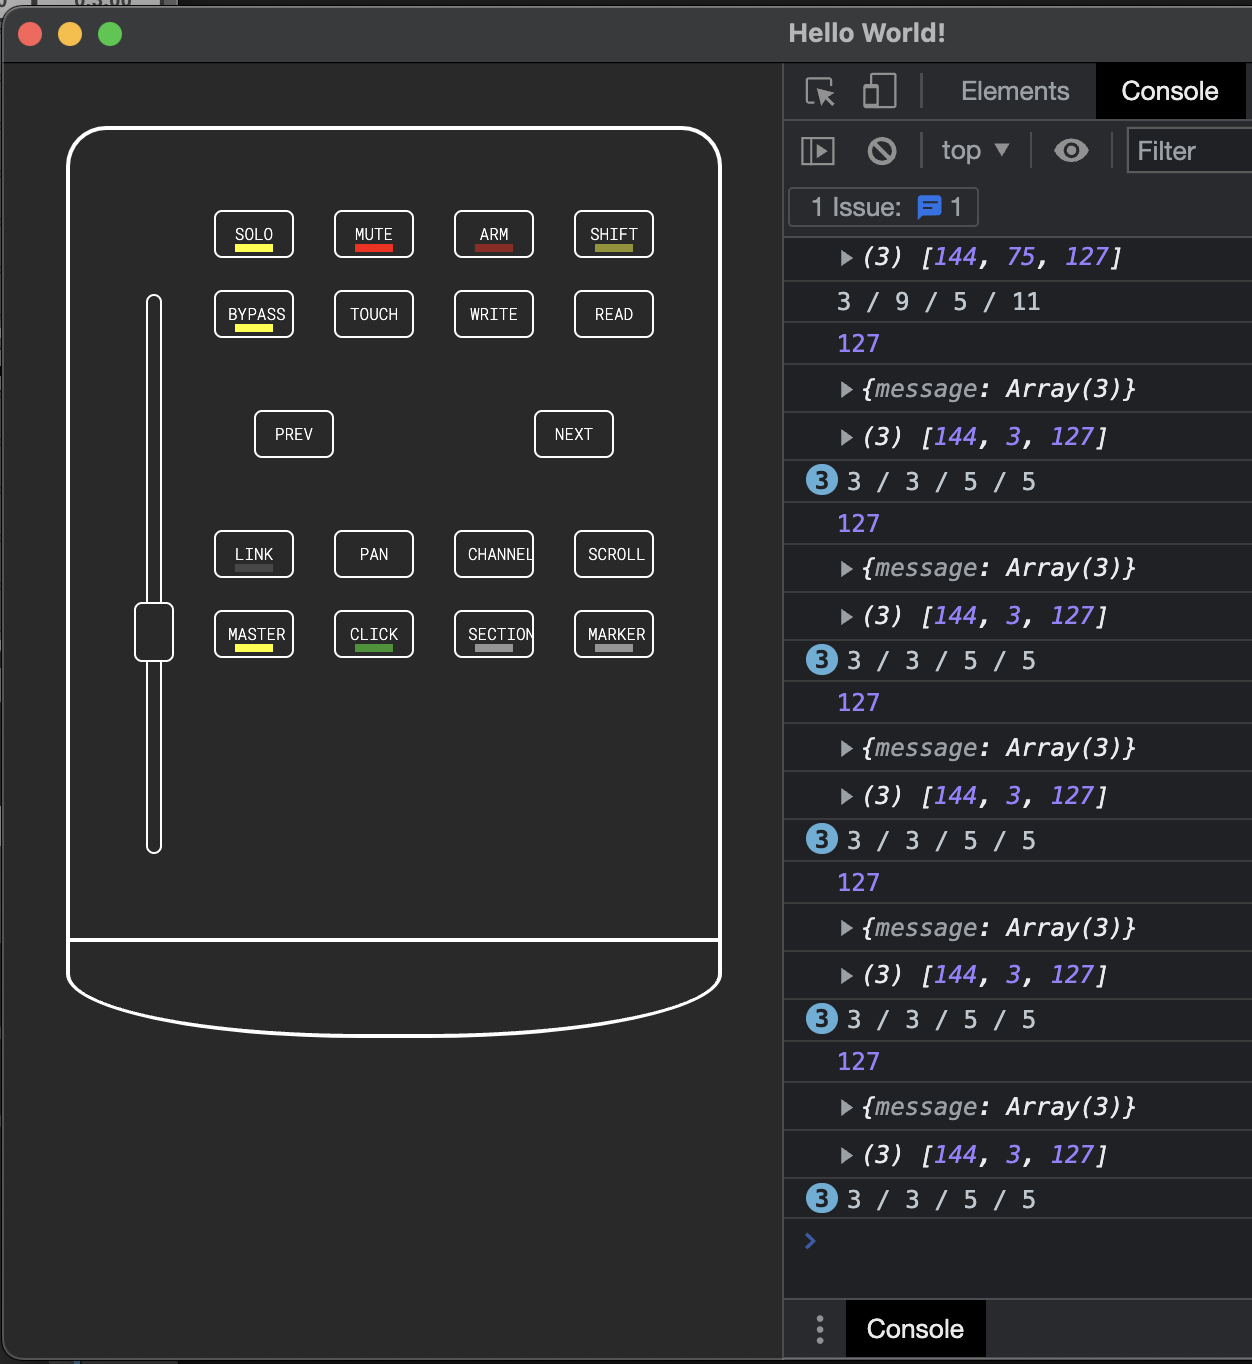 Hello World!
Elements Console
top ▼ Filter
1 Issue: 1
SOLO MUTE ARM SHIFT
BYPASS TOUCH WRITE READ
PREV NEXT
LINK PAN CHANNEL SCROLL
MASTER CLICK SECTION MARKER
▶ (3) [144, 75, 127]
3 / 9 / 5 / 11
127
▶ {message: Array(3)}
▶ (3) [144, 3, 127]
3 3 / 3 / 5 / 5
127
▶ {message: Array(3)}
▶ (3) [144, 3, 127]
3 3 / 3 / 5 / 5
127
▶ {message: Array(3)}
▶ (3) [144, 3, 127]
3 3 / 3 / 5 / 5
127
▶ {message: Array(3)}
▶ (3) [144, 3, 127]
3 3 / 3 / 5 / 5
127
▶ {message: Array(3)}
▶ (3) [144, 3, 127]
3 3 / 3 / 5 / 5
>
Console